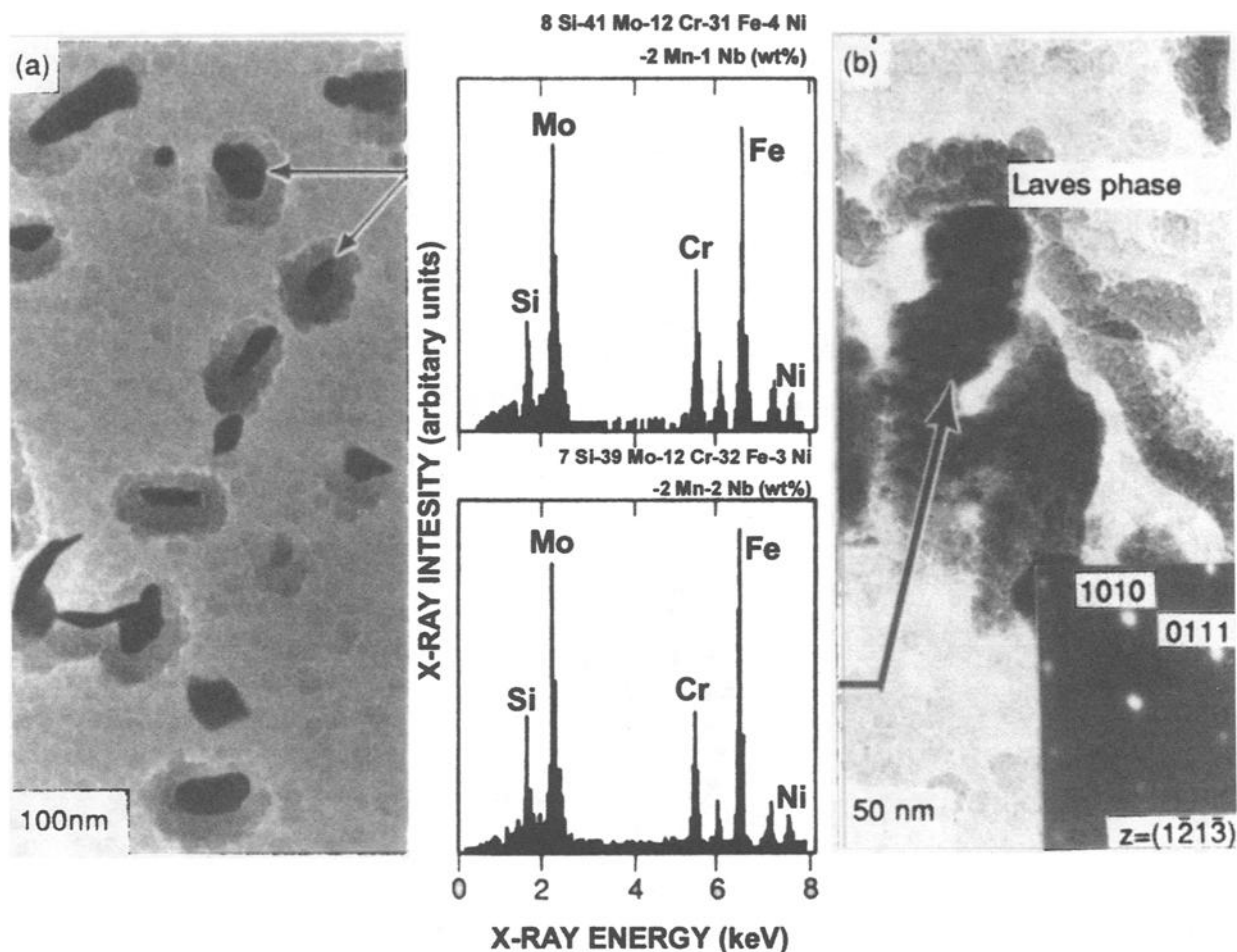 (a)
100nm
8 Si-41 Mo-12 Cr-31 Fe-4 Ni
-2 Mn-1 Nb (wt%)
Mo
Fe
Cr
Si
Ni
7 Si-39 Mo-12 Cr-32 Fe-3 Ni
-2 Mn-2 Nb (wt%)
Mo
Fe
Si
Cr
Ni
X-RAY INTESITY (arbitary units)
0 2 4 6 8
X-RAY ENERGY (keV)
(b)
Laves phase
1010
0111
50 nm
z=(12̄13̄)